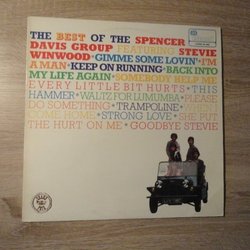 THE BEST OF THE SPENCER
DAVIS GROUP FEATURING STEVIE
WINWOOD•GIMME SOME LOVIN'•I'M
A MAN•KEEP ON RUNNING•BACK INTO
MY LIFE AGAIN•SOMEBODY HELP ME
EVERY LITTLE BIT HURTS•THIS
HAMMER•WALTZ FOR LUMUMBA•PLEASE
DO SOMETHING•TRAMPOLINE•WHEN I
COME HOME•STRONG LOVE•SHE PUT
THE HURT ON ME•GOODBYE STEVIE